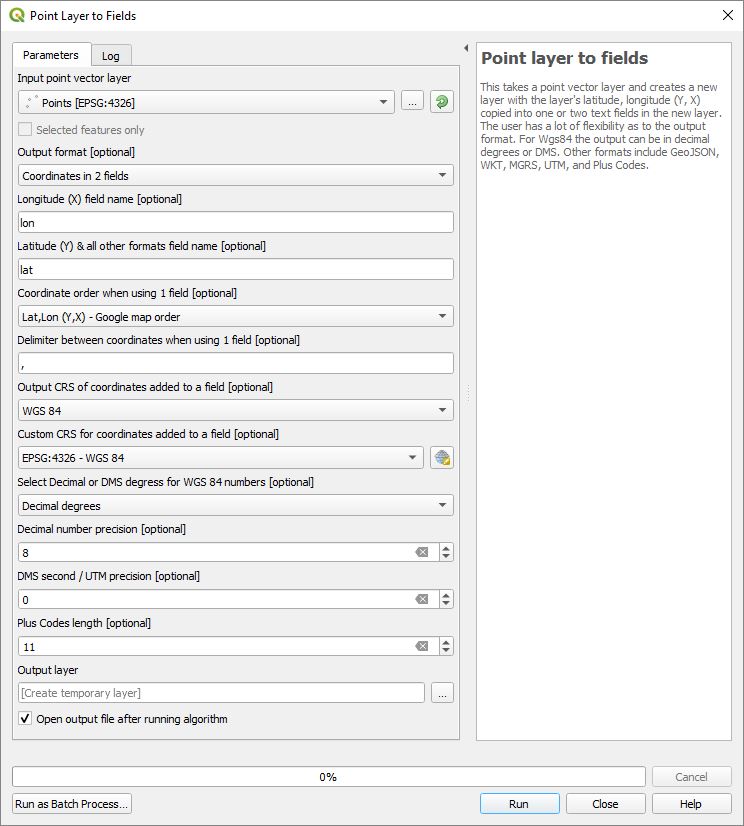 Point Layer to Fields
Parameters
Log
Input point vector layer
Points [EPSG:4326]
...
Selected features only
Output format [optional]
Coordinates in 2 fields
Longitude (X) field name [optional]
lon
Latitude (Y) & all other formats field name [optional]
lat
Coordinate order when using 1 field [optional]
Lat,Lon (Y,X) - Google map order
Delimiter between coordinates when using 1 field [optional]
,
Output CRS of coordinates added to a field [optional]
WGS 84
Custom CRS for coordinates added to a field [optional]
EPSG:4326 - WGS 84
Select Decimal or DMS degress for WGS 84 numbers [optional]
Decimal degrees
Decimal number precision [optional]
8
DMS second / UTM precision [optional]
0
Plus Codes length [optional]
11
Output layer
[Create temporary layer]
...
Open output file after running algorithm
Point layer to fields
This takes a point vector layer and creates a new
layer with the layer's latitude, longitude (Y, X)
copied into one or two text fields in the new layer.
The user has a lot of flexibility as to the output
format. For Wgs84 the output can be in decimal
degrees or DMS. Other formats include GeoJSON,
WKT, MGRS, UTM, and Plus Codes.
0%
Cancel
Run as Batch Process...
Run
Close
Help